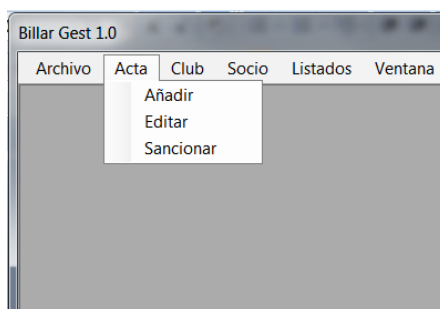 Billar Gest 1.0
Archivo Acta Club Socio Listados Ventana
Añadir
Editar
Sancionar